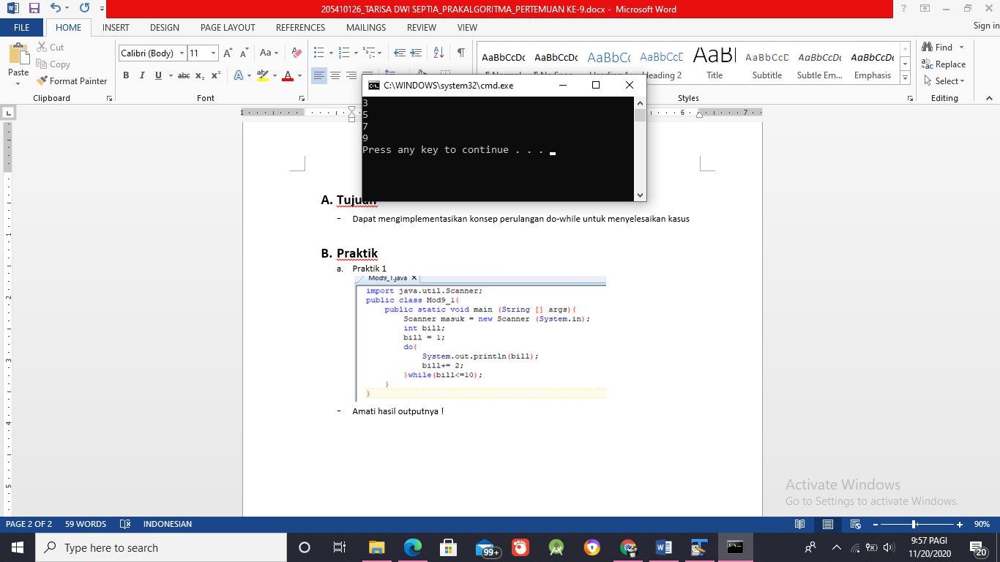 205410126_TARISA DWI SEPTIA_PRAKALGORITMA_PERTEMUAN KE-9.docx - Microsoft Word
FILE HOME INSERT DESIGN PAGE LAYOUT REFERENCES MAILINGS REVIEW VIEW Sign in
Paste
Cut
Copy
Format Painter
Clipboard
Calibri (Body) 11
Font
AaBbCcDc AaBbCcDc AaBbCc AaBbCcD AaBl AaBbCcD AaBbCcDc AaBbCcDc
Heading 2 Title Subtitle Subtle Em... Emphasis
Styles
Find
Replace
Select
Editing
C:\WINDOWS\system32\cmd.exe
3
5
7
9
Press any key to continue . . .
A. Tujuan
- Dapat mengimplementasikan konsep perulangan do-while untuk menyelesaikan kasus
B. Praktik
a. Praktik 1
Mod9_1.java
import java.util.Scanner;
public class Mod9_1{
public static void main (String [] args){
Scanner masuk = new Scanner (System.in);
int bill;
bill = 1;
do{
System.out.println(bill);
bill+= 2;
}while(bill<=10);
}
}
- Amati hasil outputnya !
Activate Windows
Go to Settings to activate Windows.
PAGE 2 OF 2 59 WORDS INDONESIAN 90%
Type here to search
99+
9:57 PAGI
11/20/2020
20